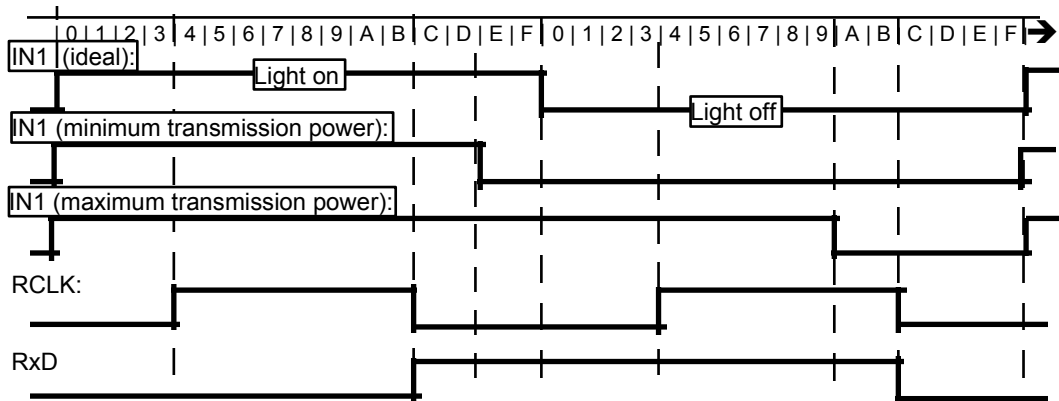 0 | 1 | 2 | 3 | 4 | 5 | 6 | 7 | 8 | 9 | A | B | C | D | E | F | 0 | 1 | 2 | 3 | 4 | 5 | 6 | 7 | 8 | 9 | A | B | C | D | E | F |
IN1 (ideal):
Light on
Light off
IN1 (minimum transmission power):
IN1 (maximum transmission power):
RCLK:
RxD